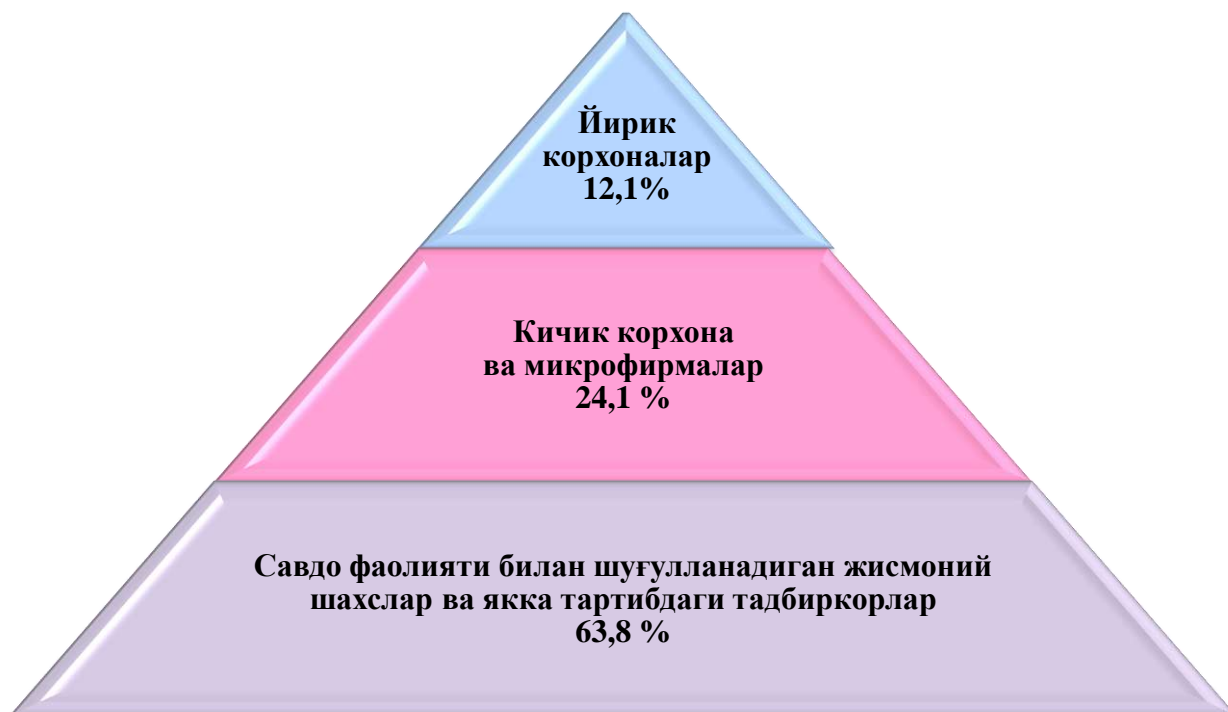 Йирик
корхоналар
12,1%
Кичик корхона
ва микрофирмалар
24,1 %
Савдо фаолияти билан шуғулланадиган жисмоний
шахслар ва якка тартибдаги тадбиркорлар
63,8 %